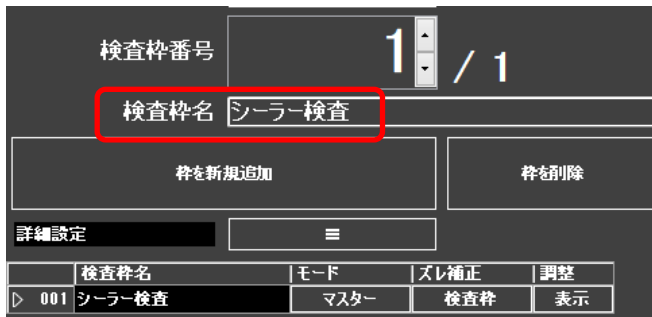 検査枠番号 1 / 1
検査枠名 シーラー検査
枠を新規追加 枠を削除
詳細設定 ≡
検査枠名 モード ズレ補正 調整
001 シーラー検査 マスター 検査枠 表示